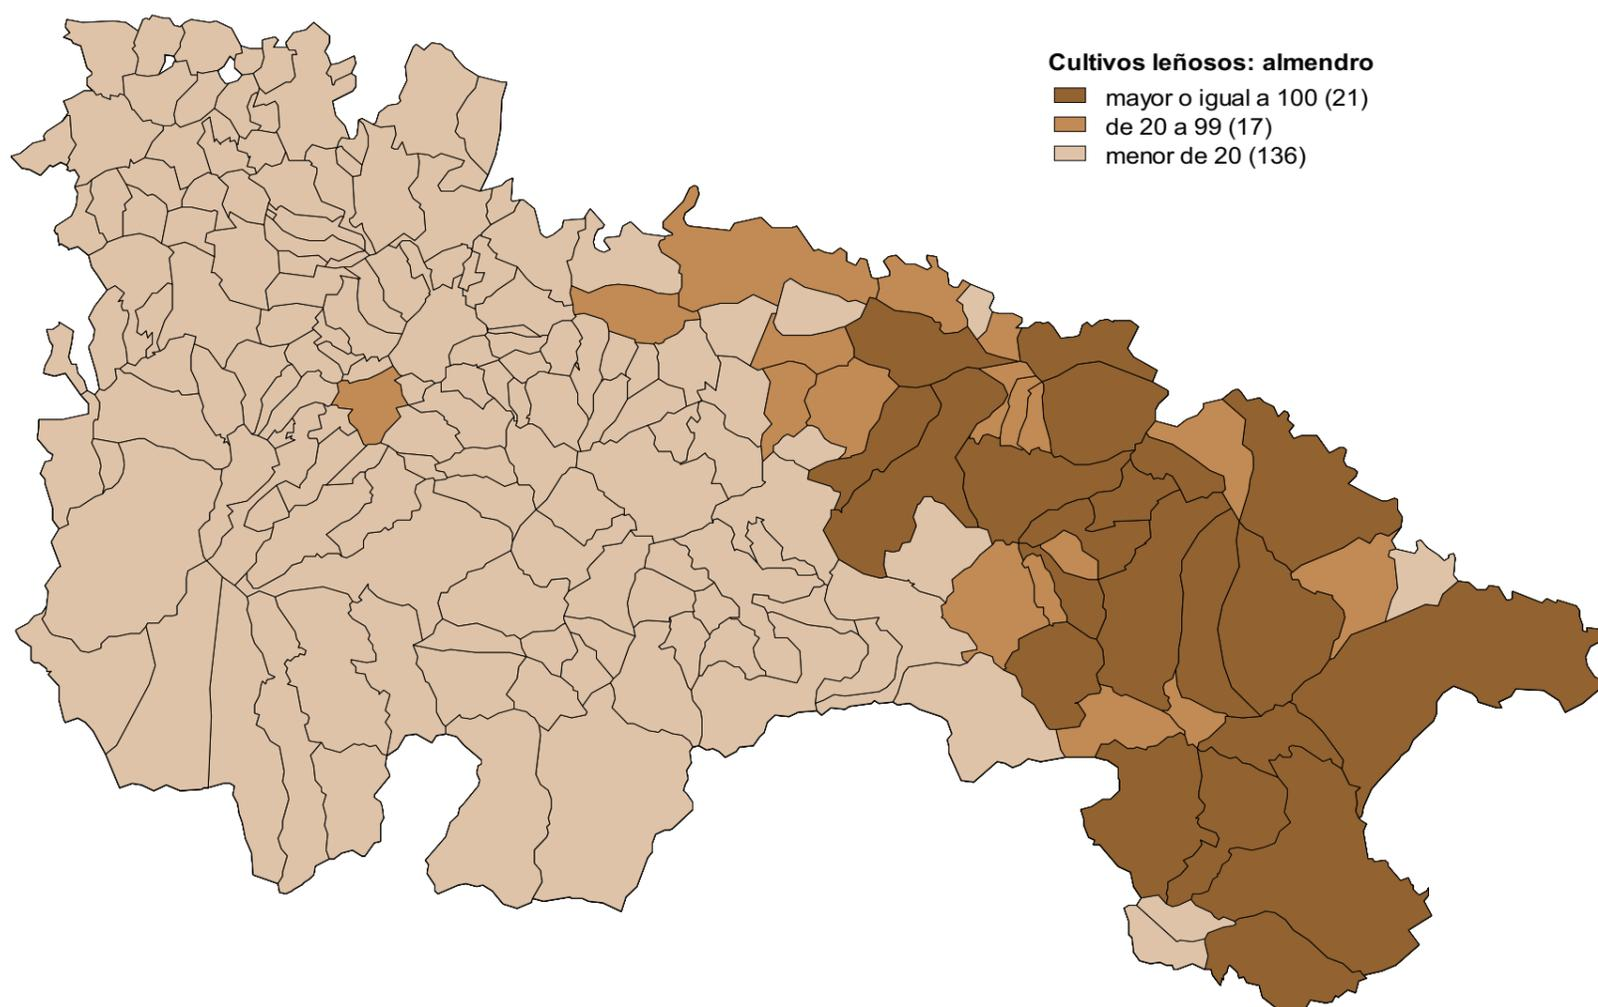 Cultivos leñosos: almendro
mayor o igual a 100 (21)
de 20 a 99 (17)
menor de 20 (136)